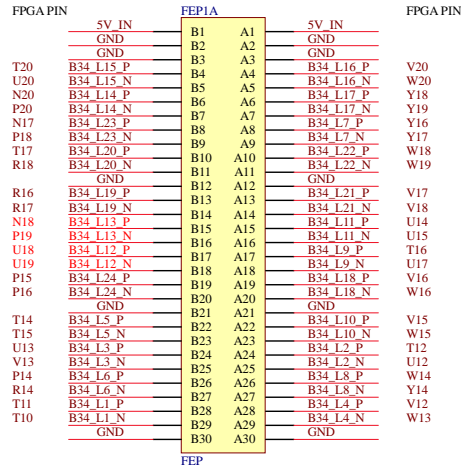 FPGA PIN FEP1A FPGA PIN
5V_IN B1 A1 5V_IN
GND B2 A2 GND
GND B3 A3 GND
T20 B34_L15_P B4 A4 B34_L16_P V20
U20 B34_L15_N B5 A5 B34_L16_N W20
N20 B34_L14_P B6 A6 B34_L17_P Y18
P20 B34_L14_N B7 A7 B34_L17_N Y19
N17 B34_L23_P B8 A8 B34_L7_P Y16
P18 B34_L23_N B9 A9 B34_L7_N Y17
T17 B34_L20_P B10 A10 B34_L22_P W18
R18 B34_L20_N B11 A11 B34_L22_N W19
GND B12 A12 GND
R16 B34_L19_P B13 A13 B34_L21_P V17
R17 B34_L19_N B14 A14 B34_L21_N V18
N18 B34_L13_P B15 A15 B34_L11_P U14
P19 B34_L13_N B16 A16 B34_L11_N U15
U18 B34_L12_P B17 A17 B34_L9_P T16
U19 B34_L12_N B18 A18 B34_L9_N U17
P15 B34_L24_P B19 A19 B34_L18_P V16
P16 B34_L24_N B20 A20 B34_L18_N W16
GND B21 A21 GND
T14 B34_L5_P B22 A22 B34_L10_P V15
T15 B34_L5_N B23 A23 B34_L10_N W15
U13 B34_L3_P B24 A24 B34_L2_P T12
V13 B34_L3_N B25 A25 B34_L2_N U12
P14 B34_L6_P B26 A26 B34_L8_P W14
R14 B34_L6_N B27 A27 B34_L8_N Y14
T11 B34_L1_P B28 A28 B34_L4_P V12
T10 B34_L1_N B29 A29 B34_L4_N W13
GND B30 A30 GND
FEP